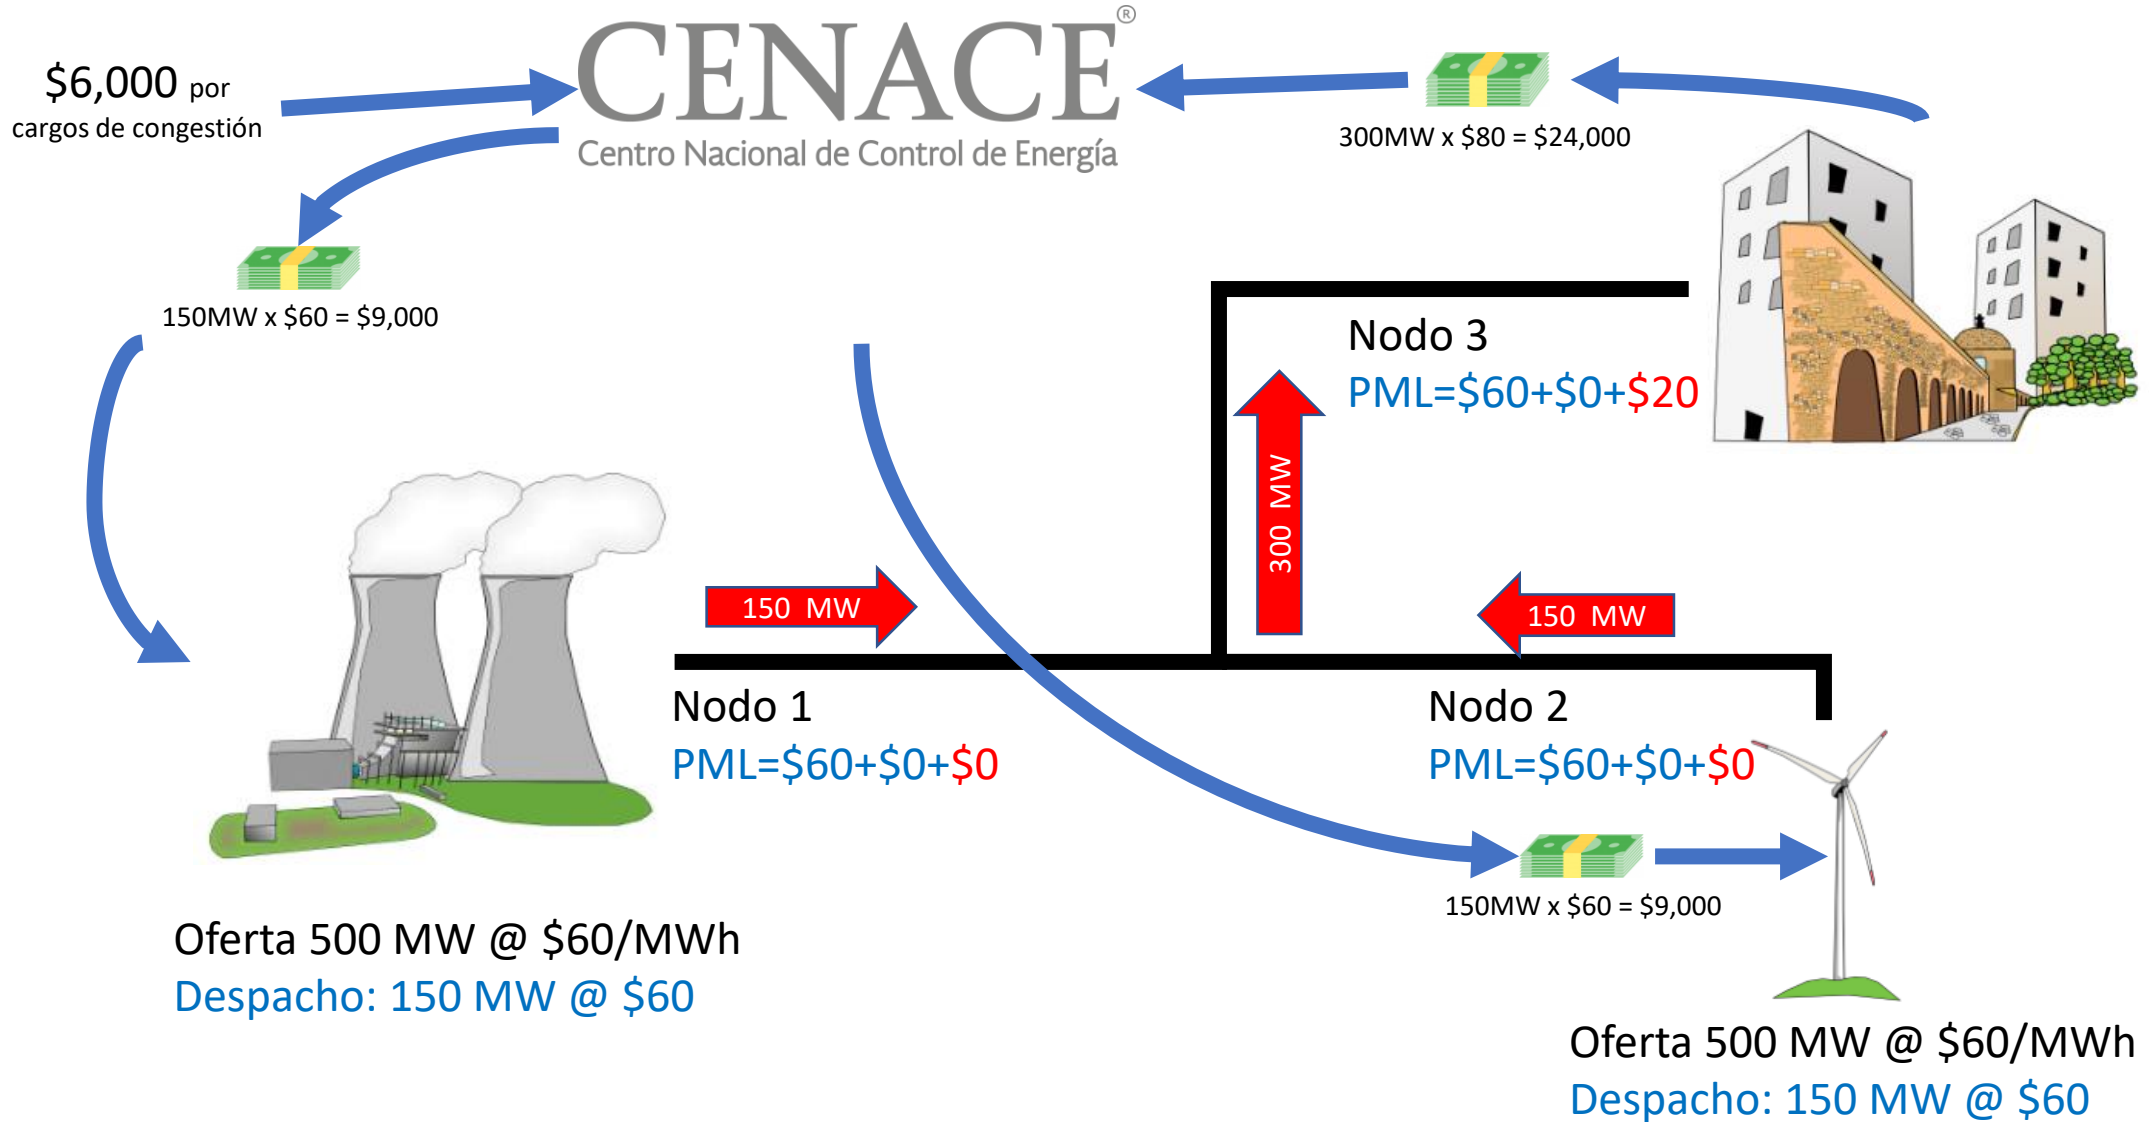 CENACE®
Centro Nacional de Control de Energía
$6,000 por
cargos de congestión
300MW x $80 = $24,000
150MW x $60 = $9,000
Nodo 3
PML=$60+$0+$20
300 MW
150 MW
150 MW
Nodo 1
PML=$60+$0+$0
Nodo 2
PML=$60+$0+$0
150MW x $60 = $9,000
Oferta 500 MW @ $60/MWh
Despacho: 150 MW @ $60
Oferta 500 MW @ $60/MWh
Despacho: 150 MW @ $60